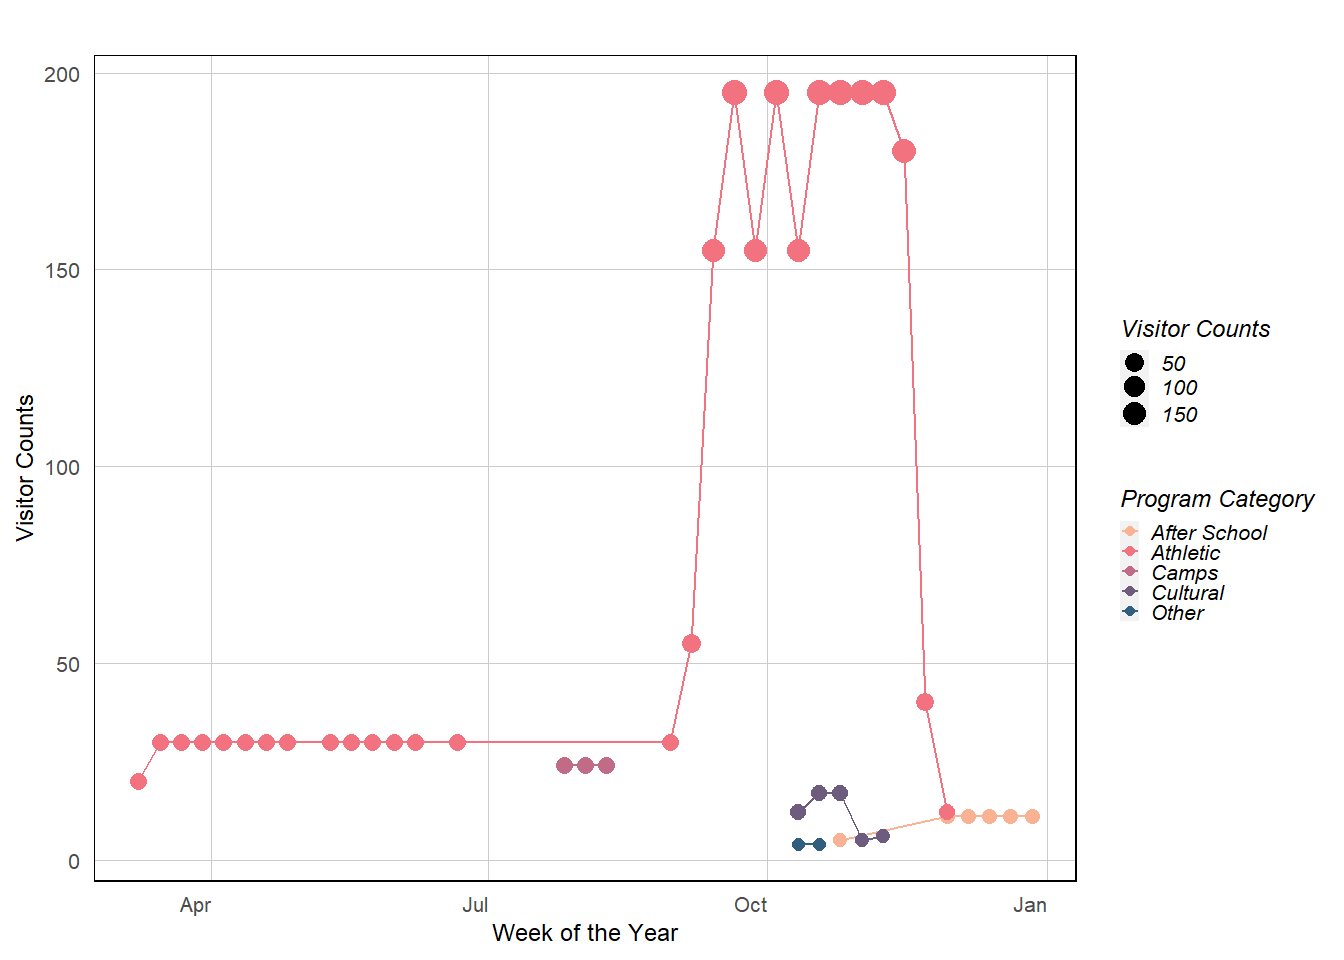 200
150
100
50
0
Visitor Counts
Apr
Jul
Oct
Jan
Week of the Year
Visitor Counts
50
100
150
Program Category
After School
Athletic
Camps
Cultural
Other